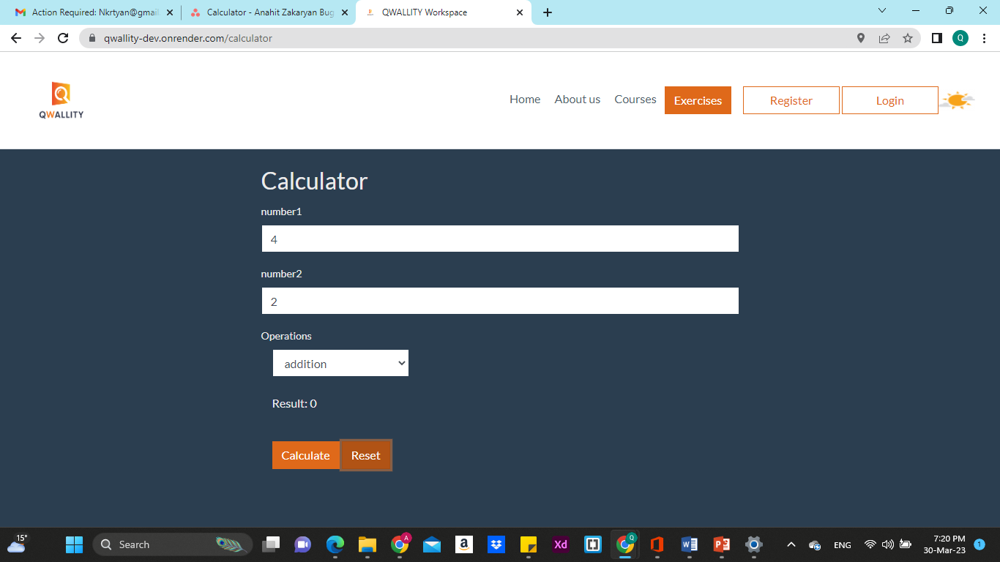 Action Required: Nkrtyan@gmail
Calculator - Anahit Zakaryan Bug
QWALLITY Workspace
qwallity-dev.onrender.com/calculator
Q
QWALLITY
Home
About us
Courses
Exercises
Register
Login
Calculator
number1
4
number2
2
Operations
addition
Result: 0
Calculate
Reset
15°
Search
A
a
Xd
Q
W
P
ENG
7:20 PM
30-Mar-23
1